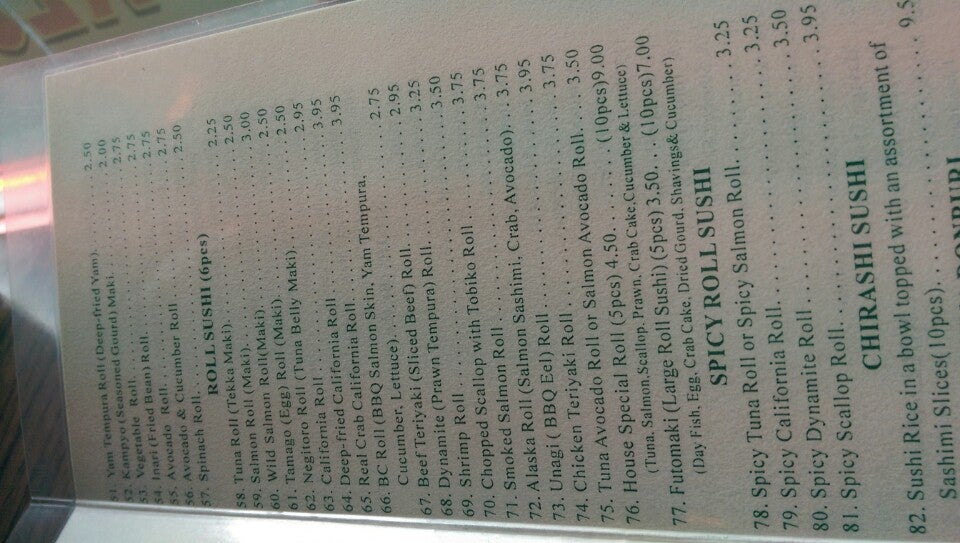 51. Yam Tempura Roll (Deep-fried Yam). 2.50
52. Kampyo (Seasoned Gourd) Maki. 2.00
53. Vegetable Roll. 2.75
54. Inari (Fried Bean) Roll. 2.75
55. Avocado Roll 2.75
56. Avocado & Cucumber Roll 2.75
57. Spinach Roll. 2.50
ROLL SUSHI (6pcs)
58. Tuna Roll (Tekka Maki) 2.25
59. Salmon Roll (Maki). 2.50
60. Wild Salmon Roll(Maki). 3.00
61. Tamago (Egg) Roll (Maki). 2.50
62. Negitoro Roll (Tuna Belly Maki) 2.50
63. California Roll 2.95
64. Deep-fried California Roll 3.95
65. Real Crab California Roll. 3.95
66. BC Roll (BBQ Salmon Skin, Yam Tempura,
Cucumber, Lettuce). 2.75
67. Beef Teriyaki (Sliced Beef) Roll. 2.95
68. Dynamite (Prawn Tempura) Roll. 3.25
69. Shrimp Roll. 3.50
70. Chopped Scallop with Tobiko Roll 3.75
71. Smoked Salmon Roll. 3.75
72. Alaska Roll (Salmon Sashimi, Crab, Avocado). 3.75
73. Unagi ( BBQ Eel) Roll 3.95
74. Chicken Teriyaki Roll 3.75
75. Tuna Avocado Roll or Salmon Avocado Roll. 3.50
76. House Special Roll (5pcs) 4.50. (10pcs)9.00
(Tuna, Salmon,Scallop, Prawn, Crab Cake,Cucumber & Lettuce)
77. Futomaki (Large Roll Sushi) (5pcs) 3.50. (10pcs)7.00
(Day Fish, Egg, Crab Cake, Dried Gourd, Shavings& Cucumber)
SPICY ROLL SUSHI
78. Spicy Tuna Roll or Spicy Salmon Roll. 3.25
79. Spicy California Roll. 3.25
80. Spicy Dynamite Roll 3.50
81. Spicy Scallop Roll. 3.95
CHIRASHI SUSHI
82. Sushi Rice in a bowl topped with an assortment of
Sashimi Slices(10pcs). 9.5